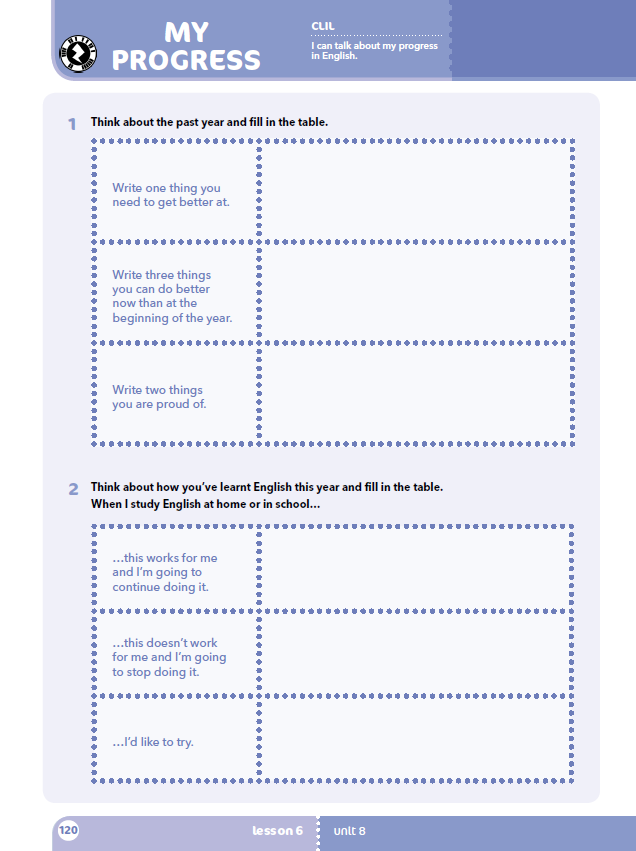 MY
PROGRESS
CLIL
I can talk about my progress
in English.
1 Think about the past year and fill in the table.
Write one thing you
need to get better at.
Write three things
you can do better
now than at the
beginning of the year.
Write two things
you are proud of.
2 Think about how you’ve learnt English this year and fill in the table.
When I study English at home or in school...
...this works for me
and I’m going to
continue doing it.
...this doesn’t work
for me and I’m going
to stop doing it.
...I’d like to try.
120
lesson 6
unit 8